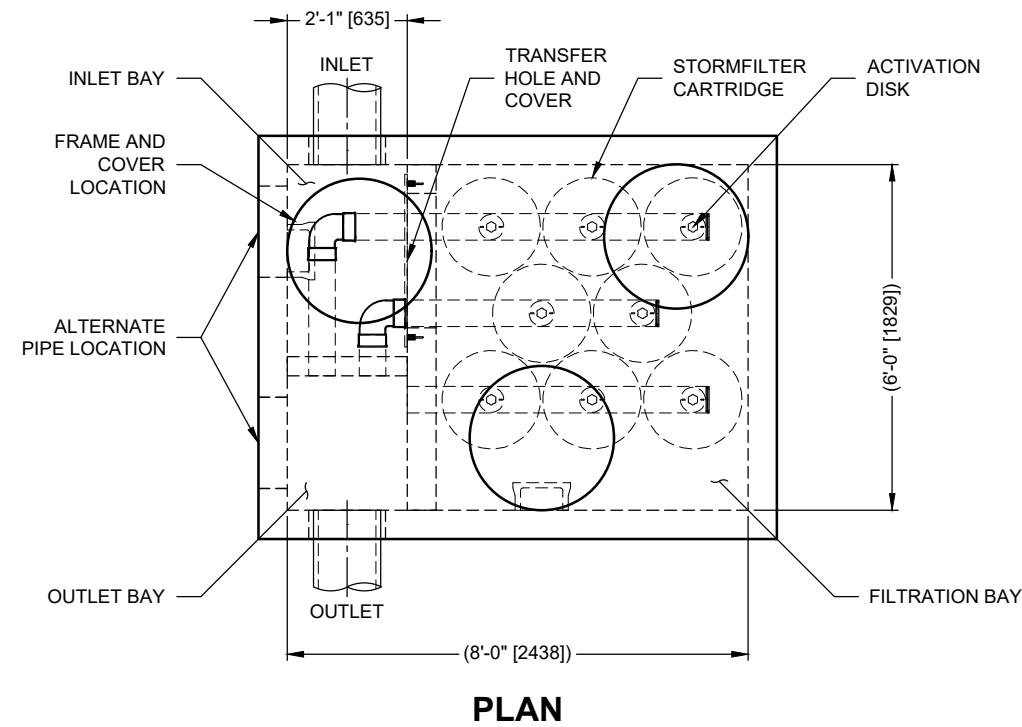 2'-1" [635]
INLET
INLET BAY
TRANSFER
HOLE AND
COVER
STORMFILTER
CARTRIDGE
ACTIVATION
DISK
FRAME AND
COVER
LOCATION
ALTERNATE
PIPE LOCATION
(6'-0" [1829])
OUTLET BAY
OUTLET
FILTRATION BAY
(8'-0" [2438])
PLAN